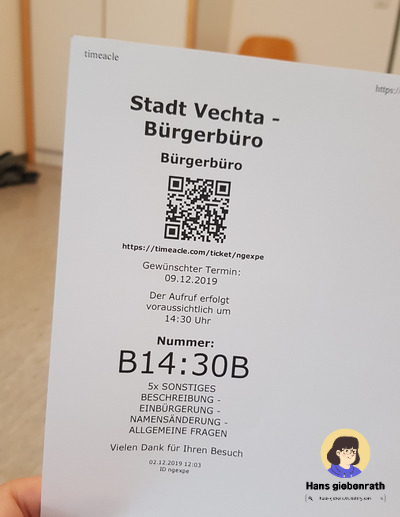 timeacle
https:/
Stadt Vechta -
Bürgerbüro
Bürgerbüro
https://timeacle.com/ticket/ngexpe
Gewünschter Termin:
09.12.2019
Der Aufruf erfolgt
voraussichtlich um
14:30 Uhr
Nummer:
B14:30B
5x SONSTIGES
BESCHREIBUNG -
EINBÜRGERUNG -
NAMENSÄNDERUNG -
ALLGEMEINE FRAGEN
Vielen Dank für Ihren Besuch
02.12.2019 12:03
ID ngexpe
Hans giebenrath